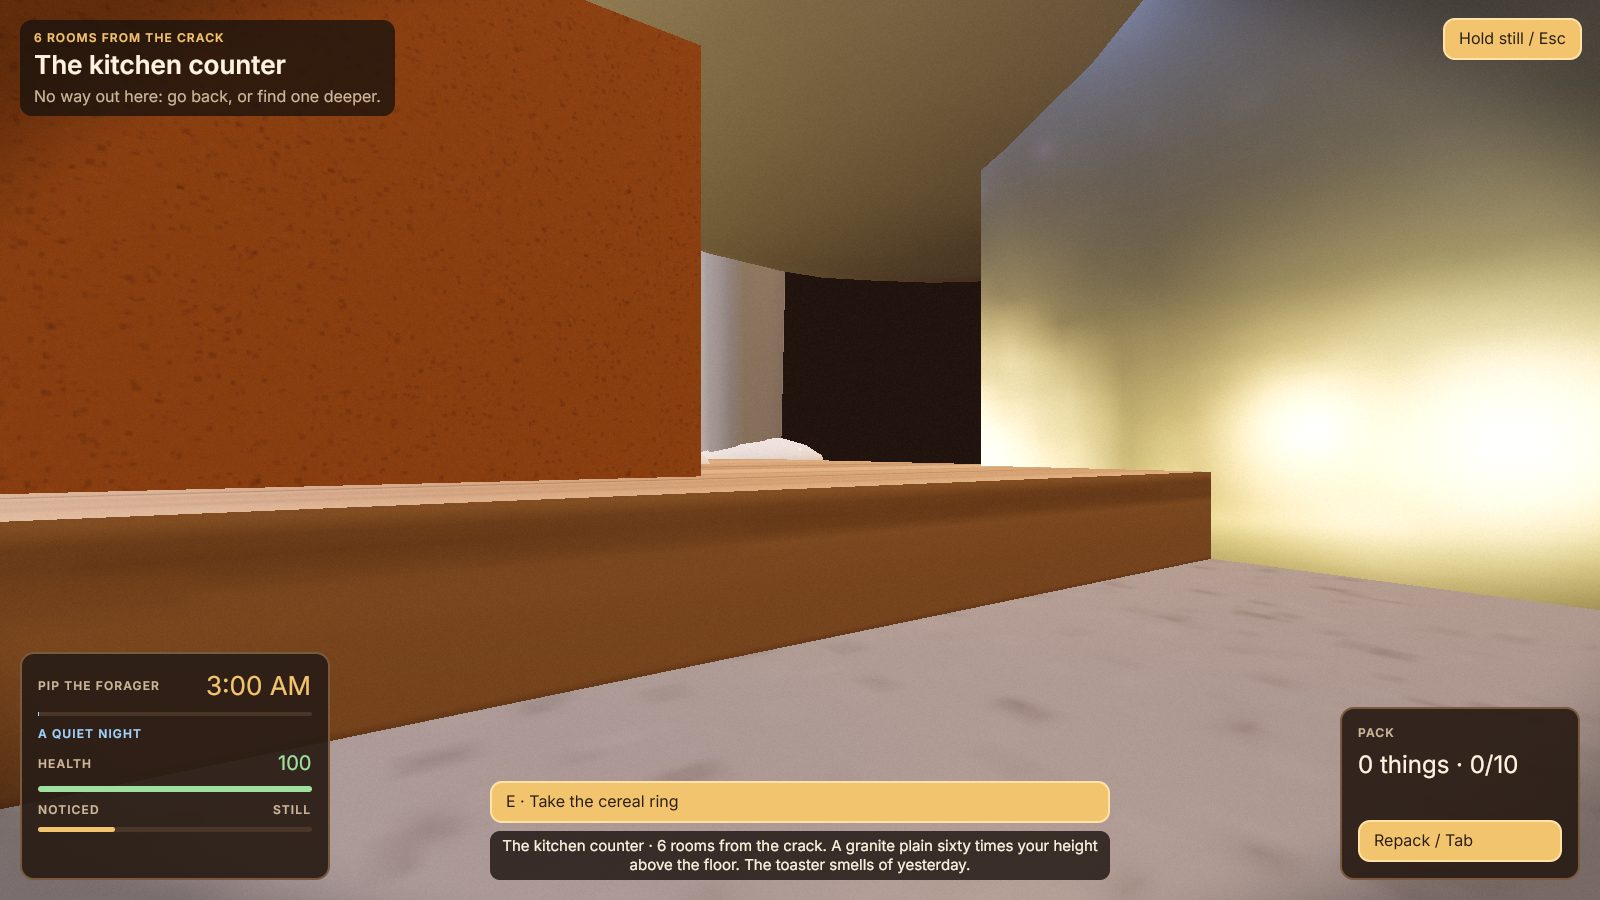 6 ROOMS FROM THE CRACK
The kitchen counter
No way out here: go back, or find one deeper.
Hold still / Esc
PIP THE FORAGER 3:00 AM
A QUIET NIGHT
HEALTH 100
NOTICED STILL
E · Take the cereal ring
The kitchen counter · 6 rooms from the crack. A granite plain sixty times your height
above the floor. The toaster smells of yesterday.
PACK
0 things · 0/10
Repack / Tab